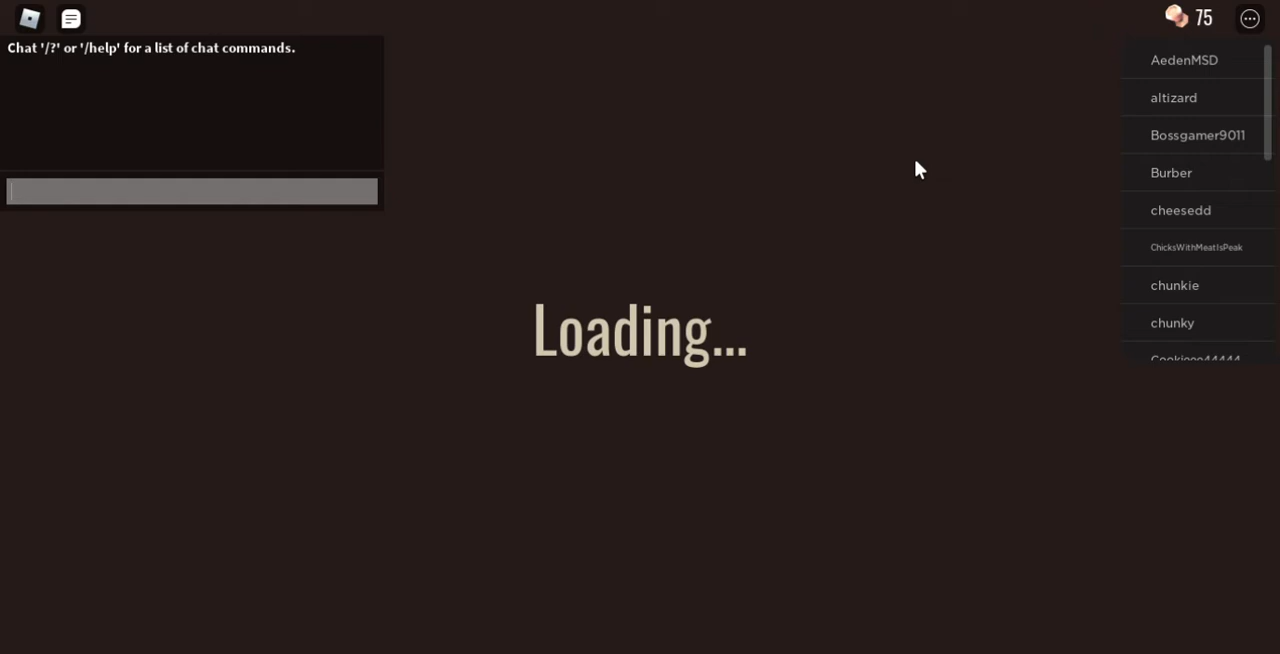 75
Chat '/?' or '/help' for a list of chat commands.
AedenMSD
altizard
Bossgamer9011
Burber
cheesedd
ChicksWithMeatIsPeak
chunkie
chunky
Loading...